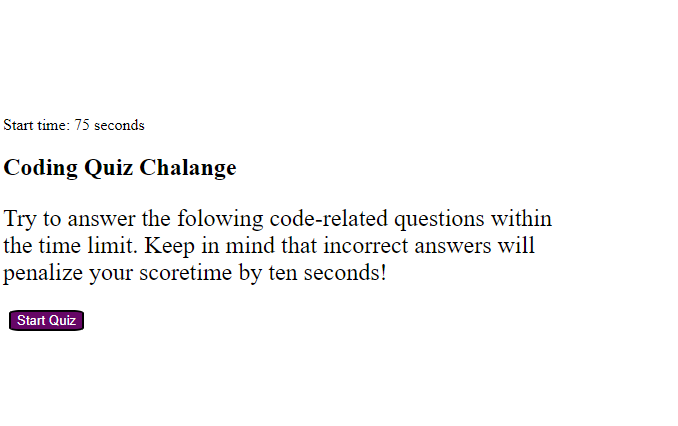 Start time: 75 seconds
Coding Quiz Chalange
Try to answer the folowing code-related questions within
the time limit. Keep in mind that incorrect answers will
penalize your scoretime by ten seconds!
Start Quiz